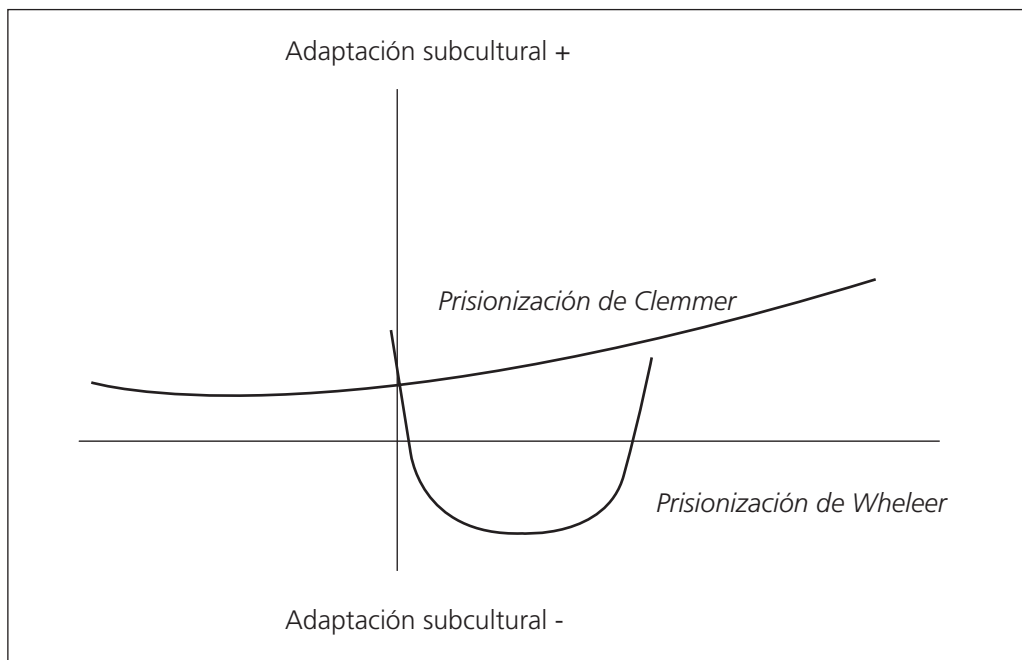 Adaptación subcultural +
Prisionización de Clemmer
Prisionización de Wheleer
Adaptación subcultural -